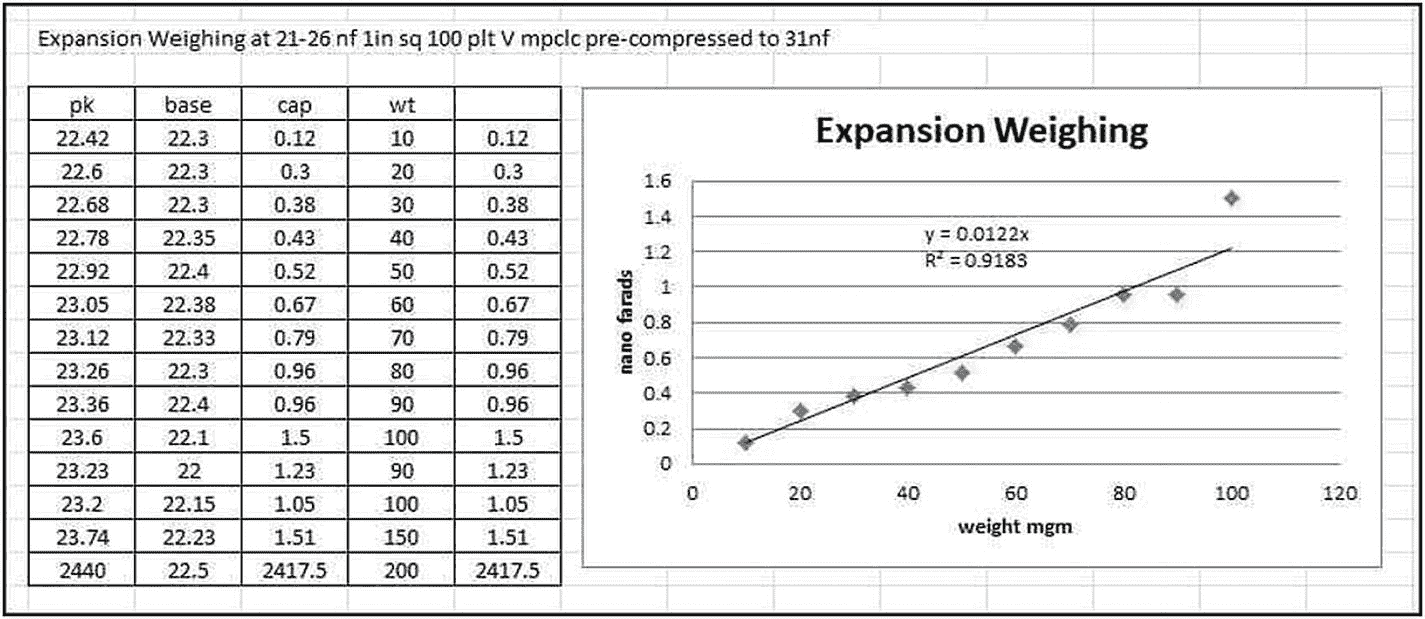 Expansion Weighing at 21-26 nf 1in sq 100 plt V mpclc pre-compressed to 31nf
pk base cap wt
22.42 22.3 0.12 10 0.12
22.6 22.3 0.3 20 0.3
22.68 22.3 0.38 30 0.38
22.78 22.35 0.43 40 0.43
22.92 22.4 0.52 50 0.52
23.05 22.38 0.67 60 0.67
23.12 22.33 0.79 70 0.79
23.26 22.3 0.96 80 0.96
23.36 22.4 0.96 90 0.96
23.6 22.1 1.5 100 1.5
23.23 22 1.23 90 1.23
23.2 22.15 1.05 100 1.05
23.74 22.23 1.51 150 1.51
2440 22.5 2417.5 200 2417.5
Expansion Weighing
1.6
1.4
1.2
1
0.8
0.6
0.4
0.2
0
y = 0.0122x
R² = 0.9183
nano farads
0 20 40 60 80 100 120
weight mgm